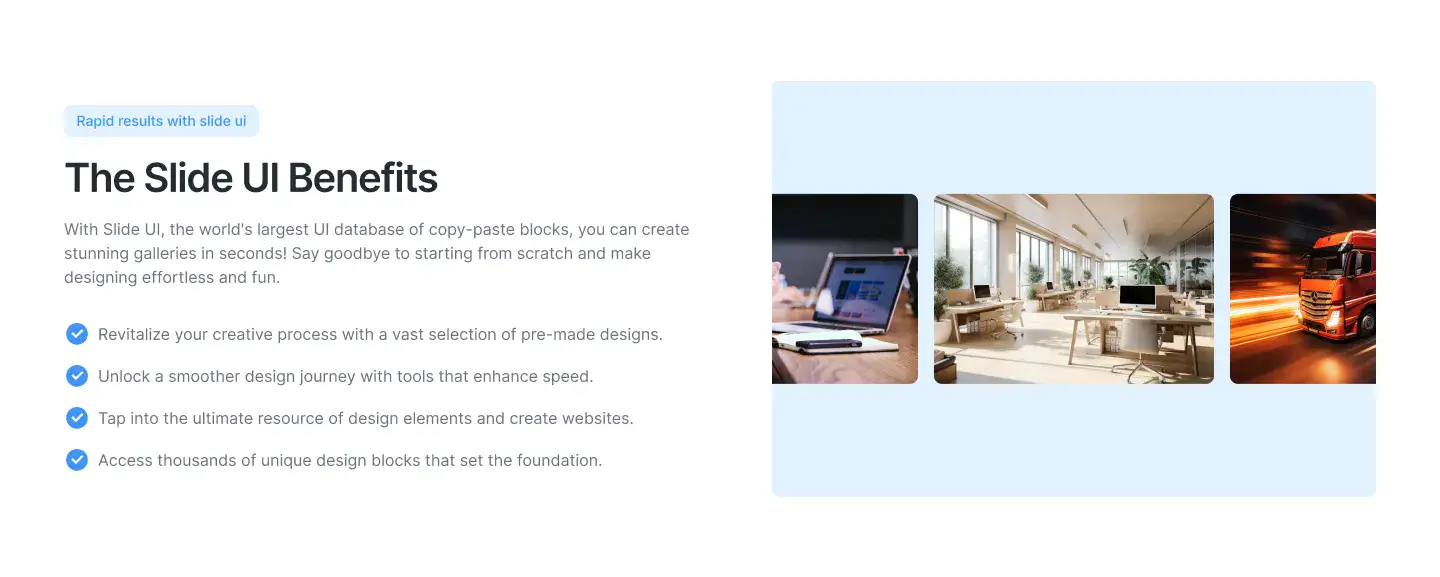 Rapid results with slide ui
The Slide UI Benefits
With Slide UI, the world's largest UI database of copy-paste blocks, you can create
stunning galleries in seconds! Say goodbye to starting from scratch and make
designing effortless and fun.
Revitalize your creative process with a vast selection of pre-made designs.
Unlock a smoother design journey with tools that enhance speed.
Tap into the ultimate resource of design elements and create websites.
Access thousands of unique design blocks that set the foundation.